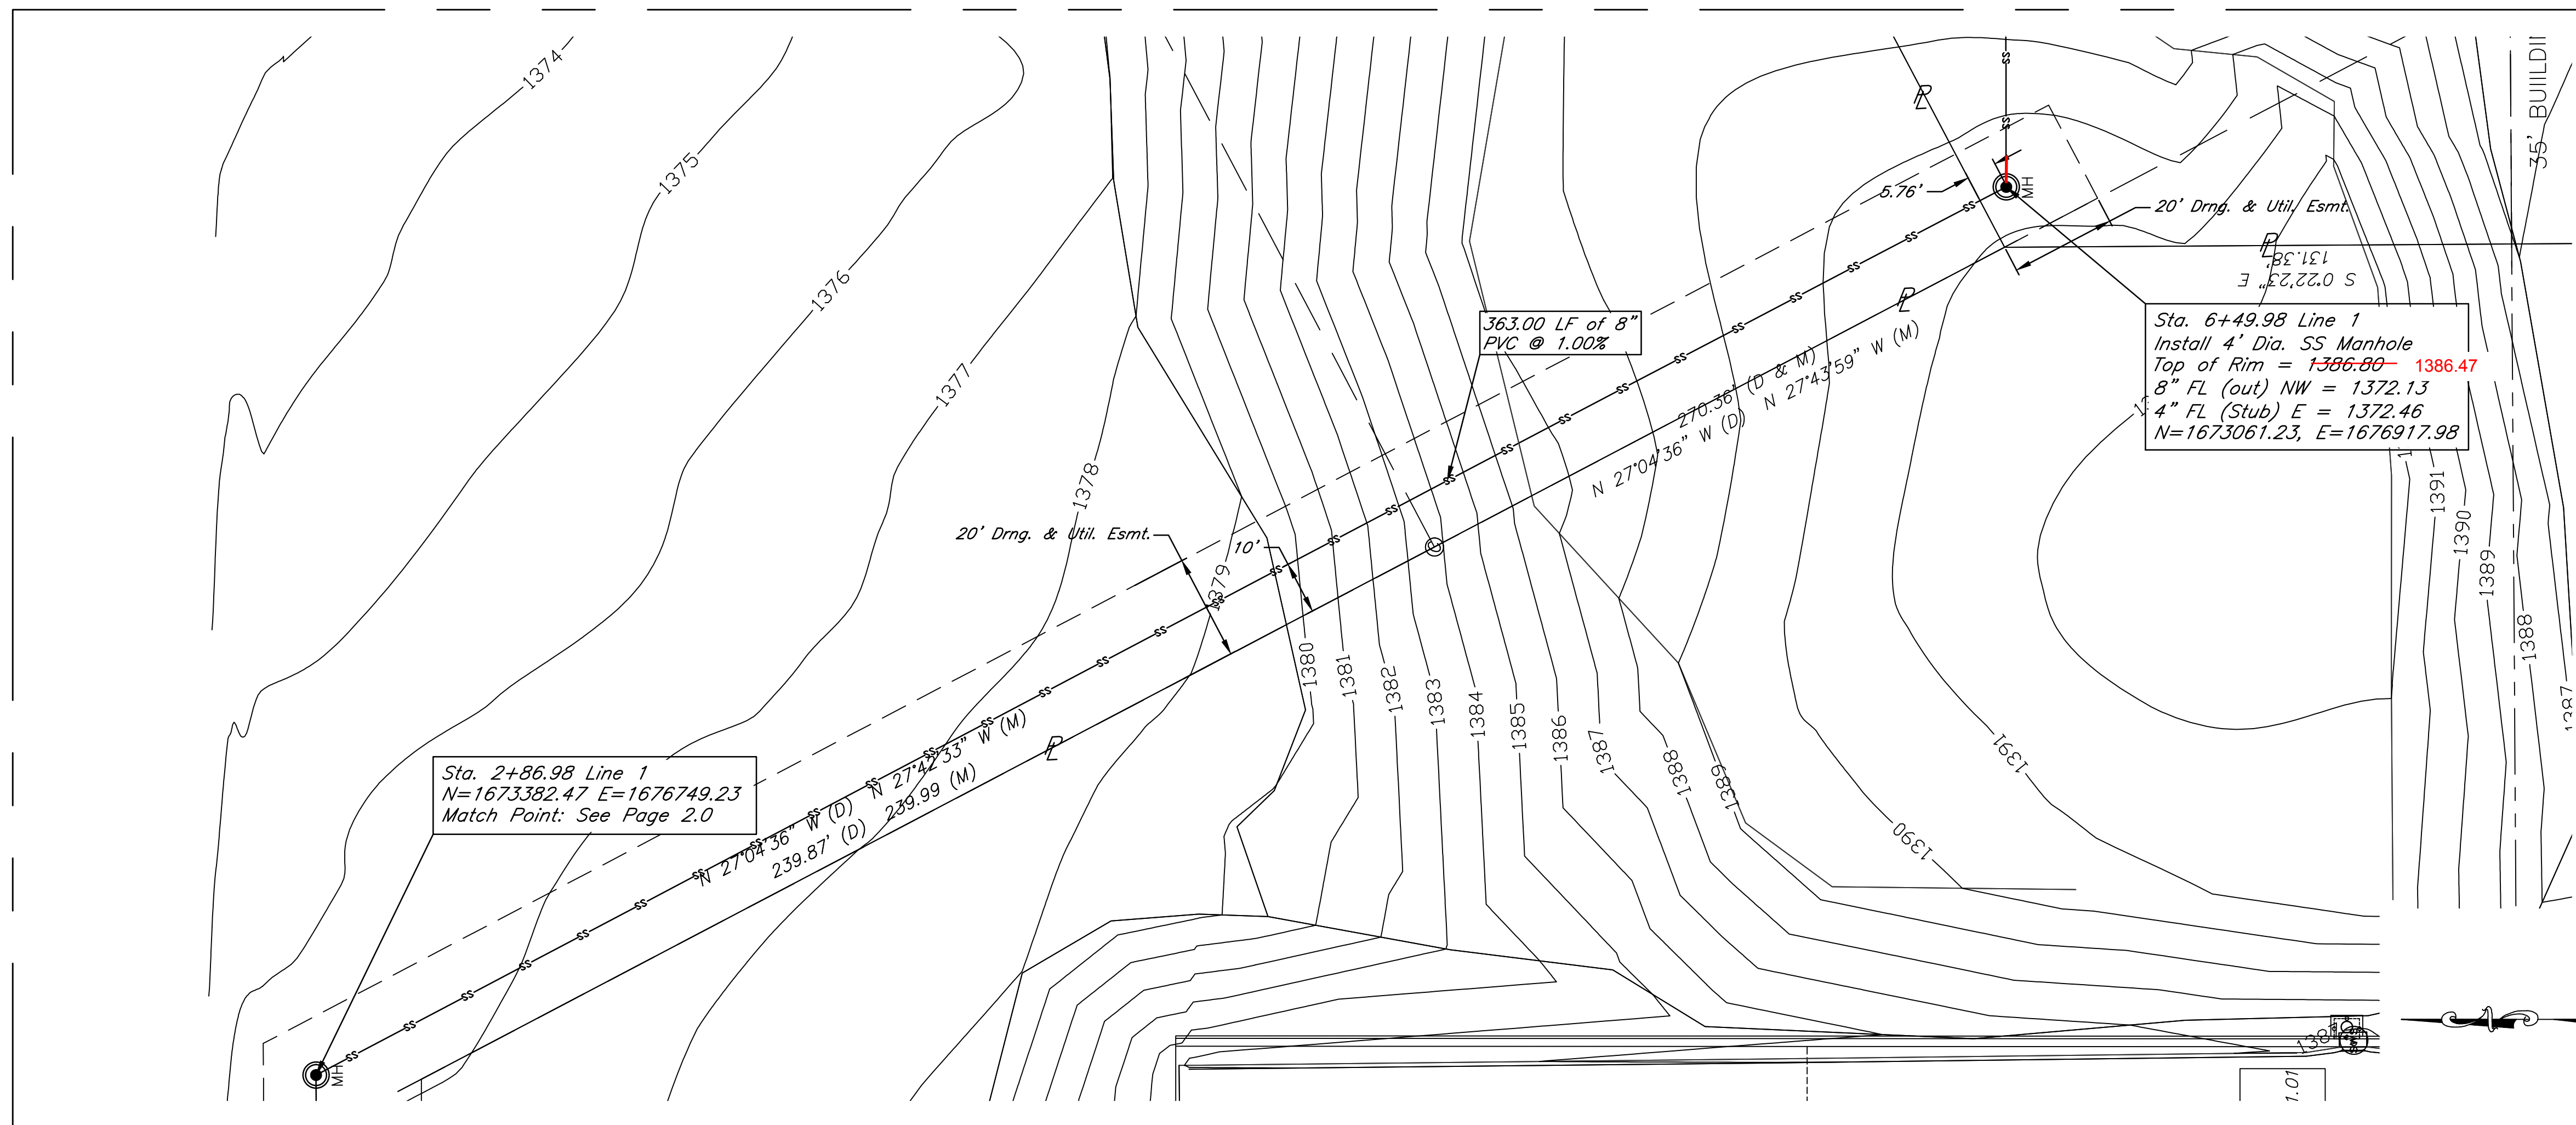 1374
1375
1376
1377
1378
1379
1380
1381
1382
1383
1384
1385
1386
1387
1388
1389
1390
1391
1391
1390
1389
1388
1387
35' BUILDI
MH
5.76'
20' Drng. & Util. Esmt.
S 0°22'23" E
131.38'
Sta. 6+49.98 Line 1
Install 4' Dia. SS Manhole
Top of Rim = 1386.80 1386.47
8" FL (out) NW = 1372.13
4" FL (Stub) E = 1372.46
N=1673061.23, E=1676917.98
363.00 LF of 8"
PVC @ 1.00%
270.36' (D & M)
N 27°04'36" W (D) N 27°43'59" W (M)
20' Drng. & Util. Esmt.
10'
N 27°04'36" W (D) N 27°42'33" W (M)
239.87' (D) 239.99 (M)
Sta. 2+86.98 Line 1
N=1673382.47 E=1676749.23
Match Point: See Page 2.0
MH
SS
1.01